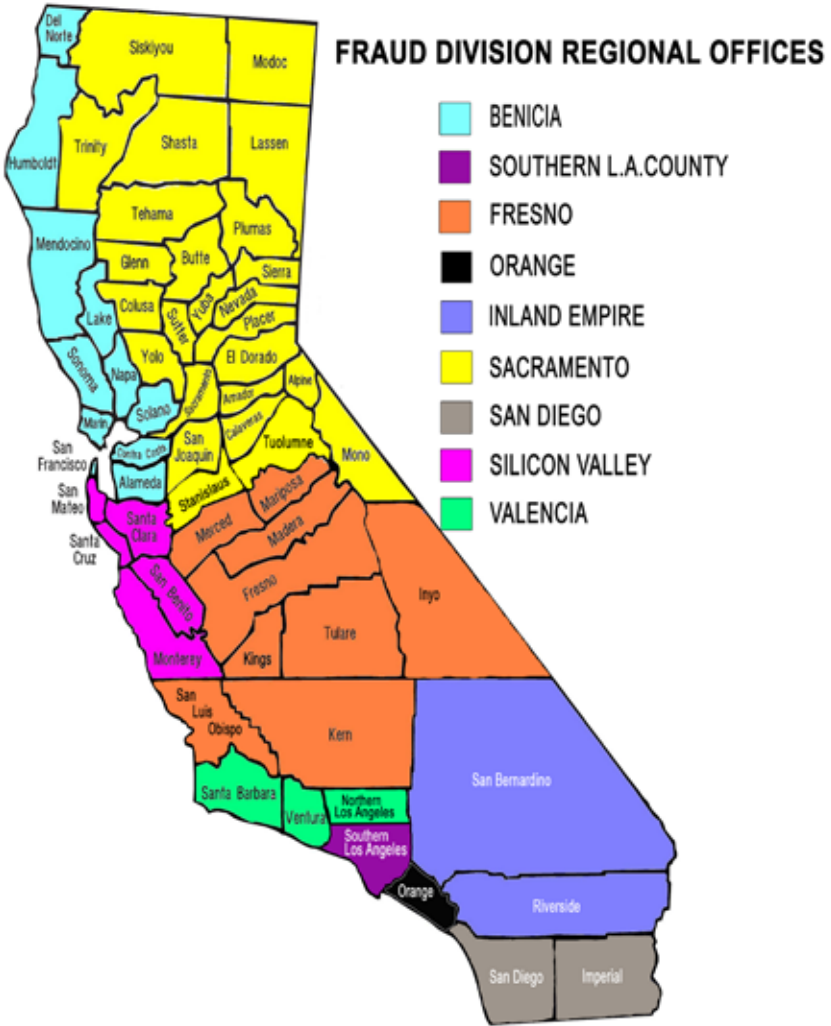 FRAUD DIVISION REGIONAL OFFICES
BENICIA
SOUTHERN L.A.COUNTY
FRESNO
ORANGE
INLAND EMPIRE
SACRAMENTO
SAN DIEGO
SILICON VALLEY
VALENCIA
Del
Norte
Siskiyou
Modoc
Humboldt
Trinity
Shasta
Lassen
Tehama
Plumas
Mendocino
Glenn
Butte
Sierra
Lake
Colusa
Sutter
Yuba
Nevada
Placer
Sonoma
Napa
Yolo
El Dorado
Sacramento
Amador
Alpine
Solano
Marin
Calaveras
San
Joaquin
Tuolumne
Mono
Contra Costa
San
Francisco
Alameda
Stanislaus
San
Mateo
Santa
Clara
Merced
Mariposa
Madera
Santa
Cruz
San Benito
Fresno
Inyo
Monterey
Kings
Tulare
San
Luis
Obispo
Kern
San Bernardino
Santa Barbara
Ventura
Northern
Los Angeles
Southern
Los Angeles
Orange
Riverside
San Diego
Imperial